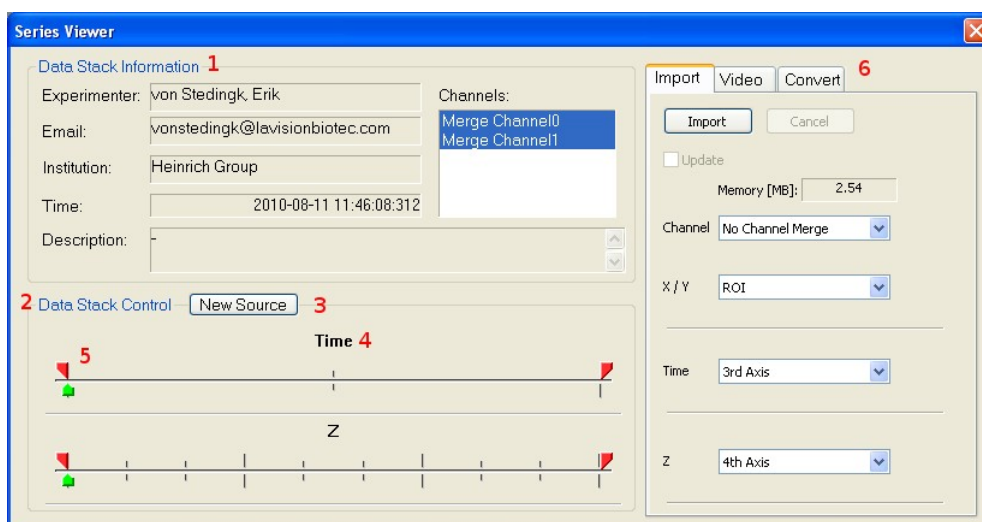 Series Viewer
Data Stack Information 1
Experimenter: von Stedingk, Erik
Email: vonstedingk@lavisionbiotec.com
Institution: Heinrich Group
Time: 2010-08-11 11:46:08:312
Description: -
Channels:
Merge Channel0
Merge Channel1
2 Data Stack Control New Source 3
Time 4
5
Z
Import Video Convert 6
Import Cancel
Update
Memory [MB]: 2.54
Channel No Channel Merge
X / Y ROI
Time 3rd Axis
Z 4th Axis